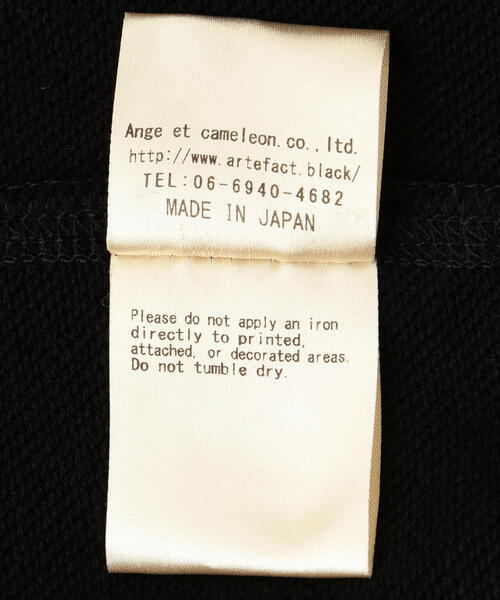 Ange et cameleon.co.,ltd.
http://www.artefact.black/
TEL:06-6940-4682
MADE IN JAPAN
Please do not apply an iron
directly to printed,
attached, or decorated areas.
Do not tumble dry.